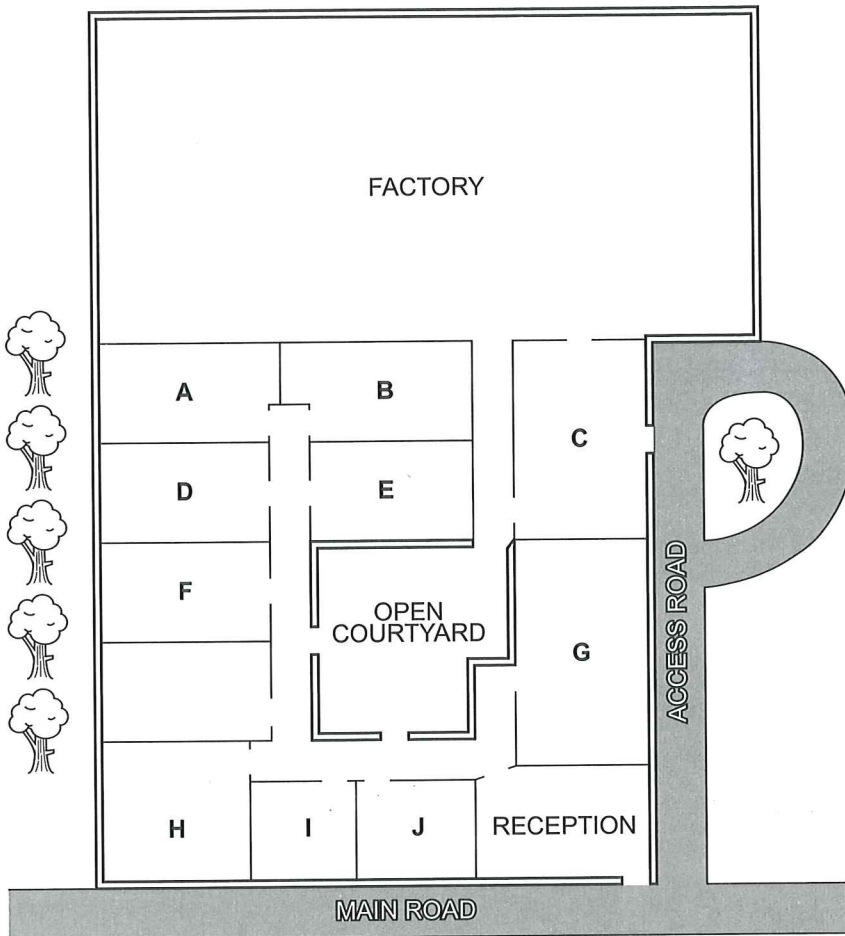 FACTORY
A
B
C
D
E
F
OPEN
COURTYARD
G
ACCESS ROAD
H
I
J
RECEPTION
MAIN ROAD